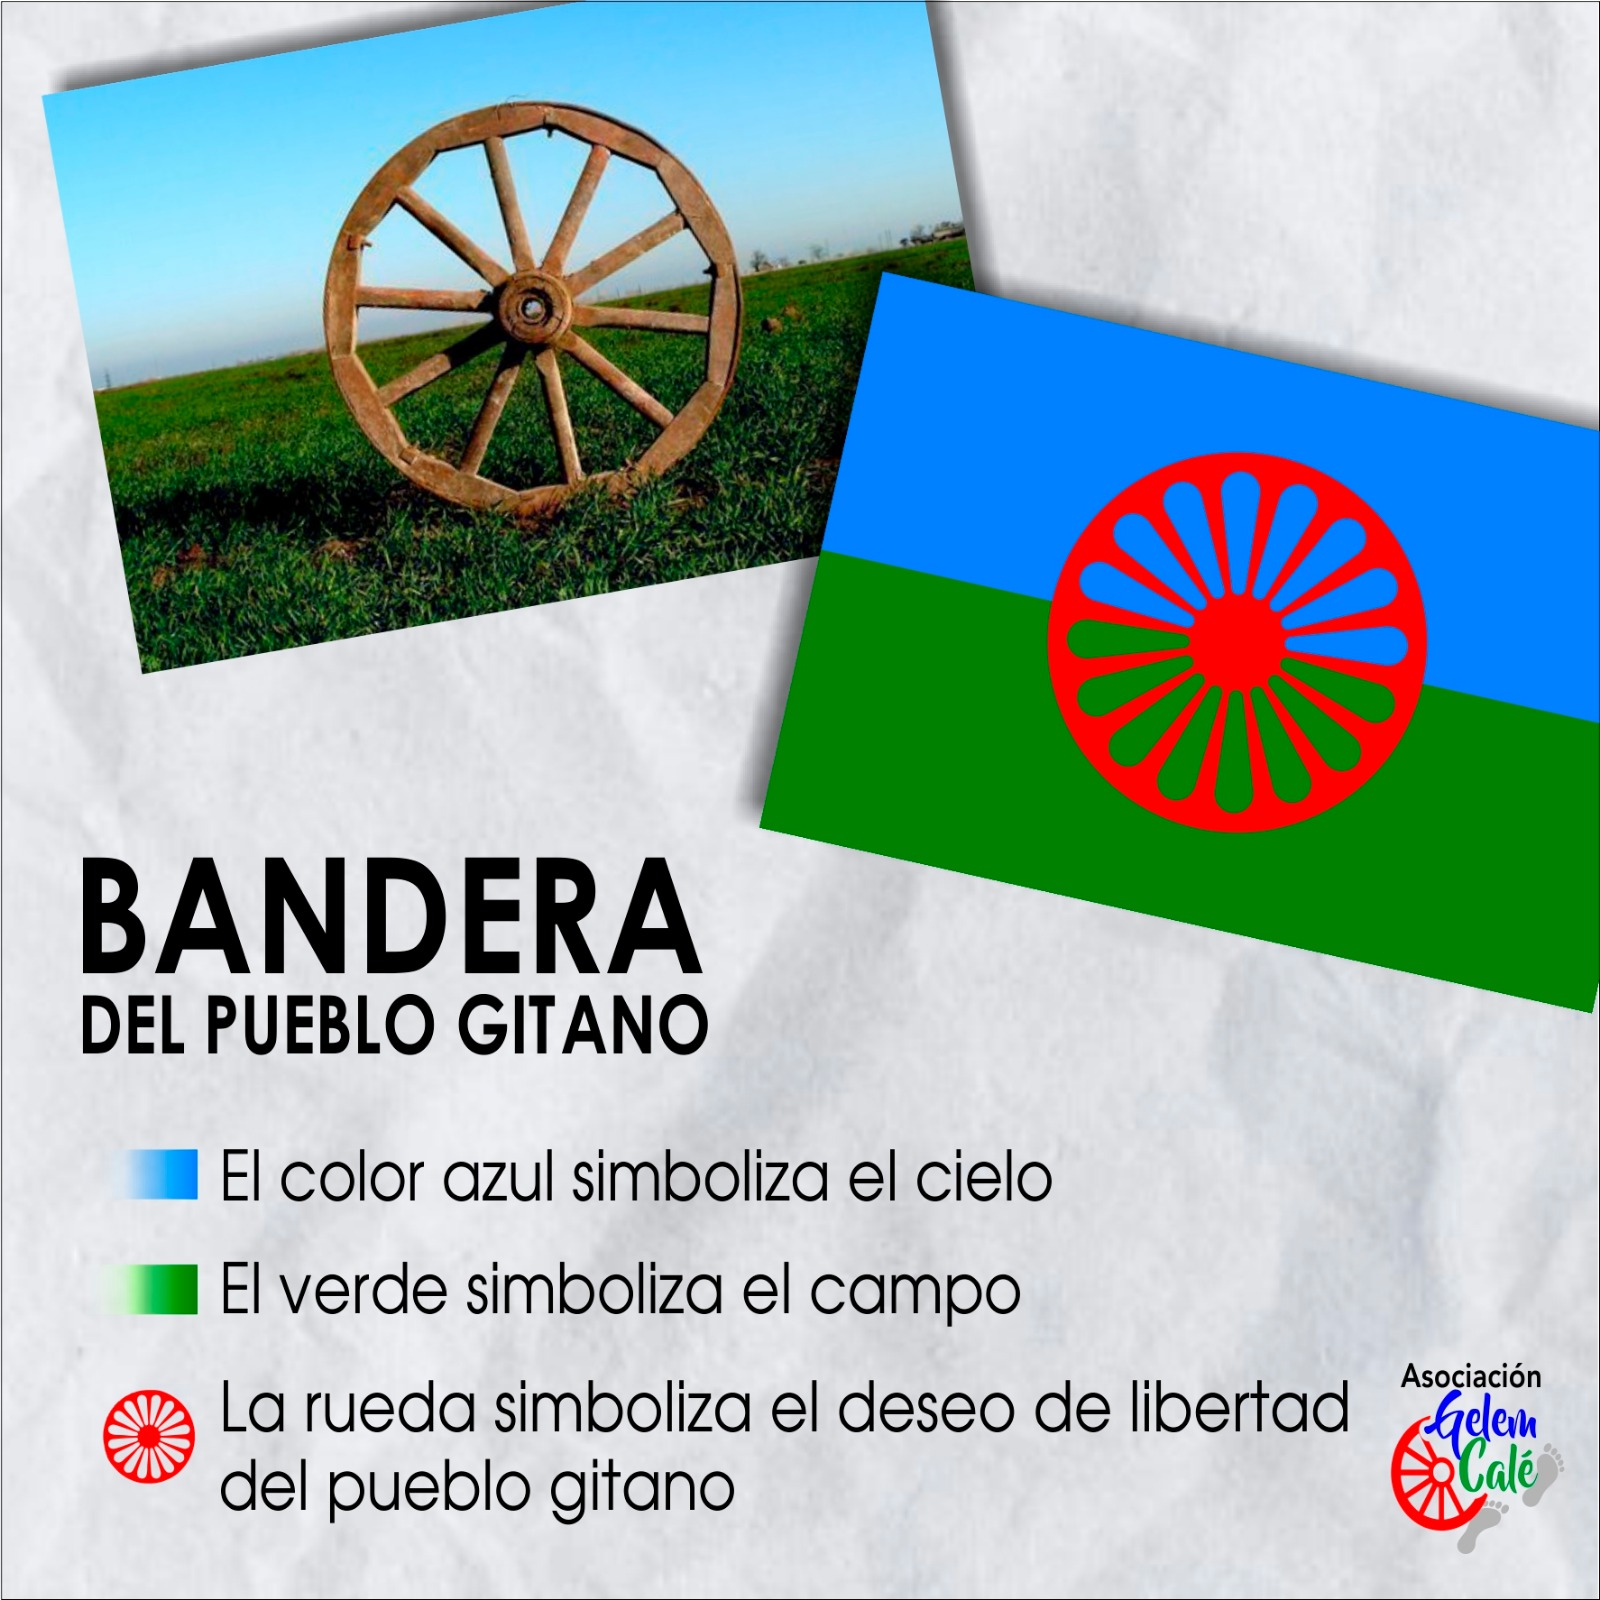 BANDERA
DEL PUEBLO GITANO
El color azul simboliza el cielo
El verde simboliza el campo
La rueda simboliza el deseo de libertad
del pueblo gitano
Asociación
Gelem
Calé